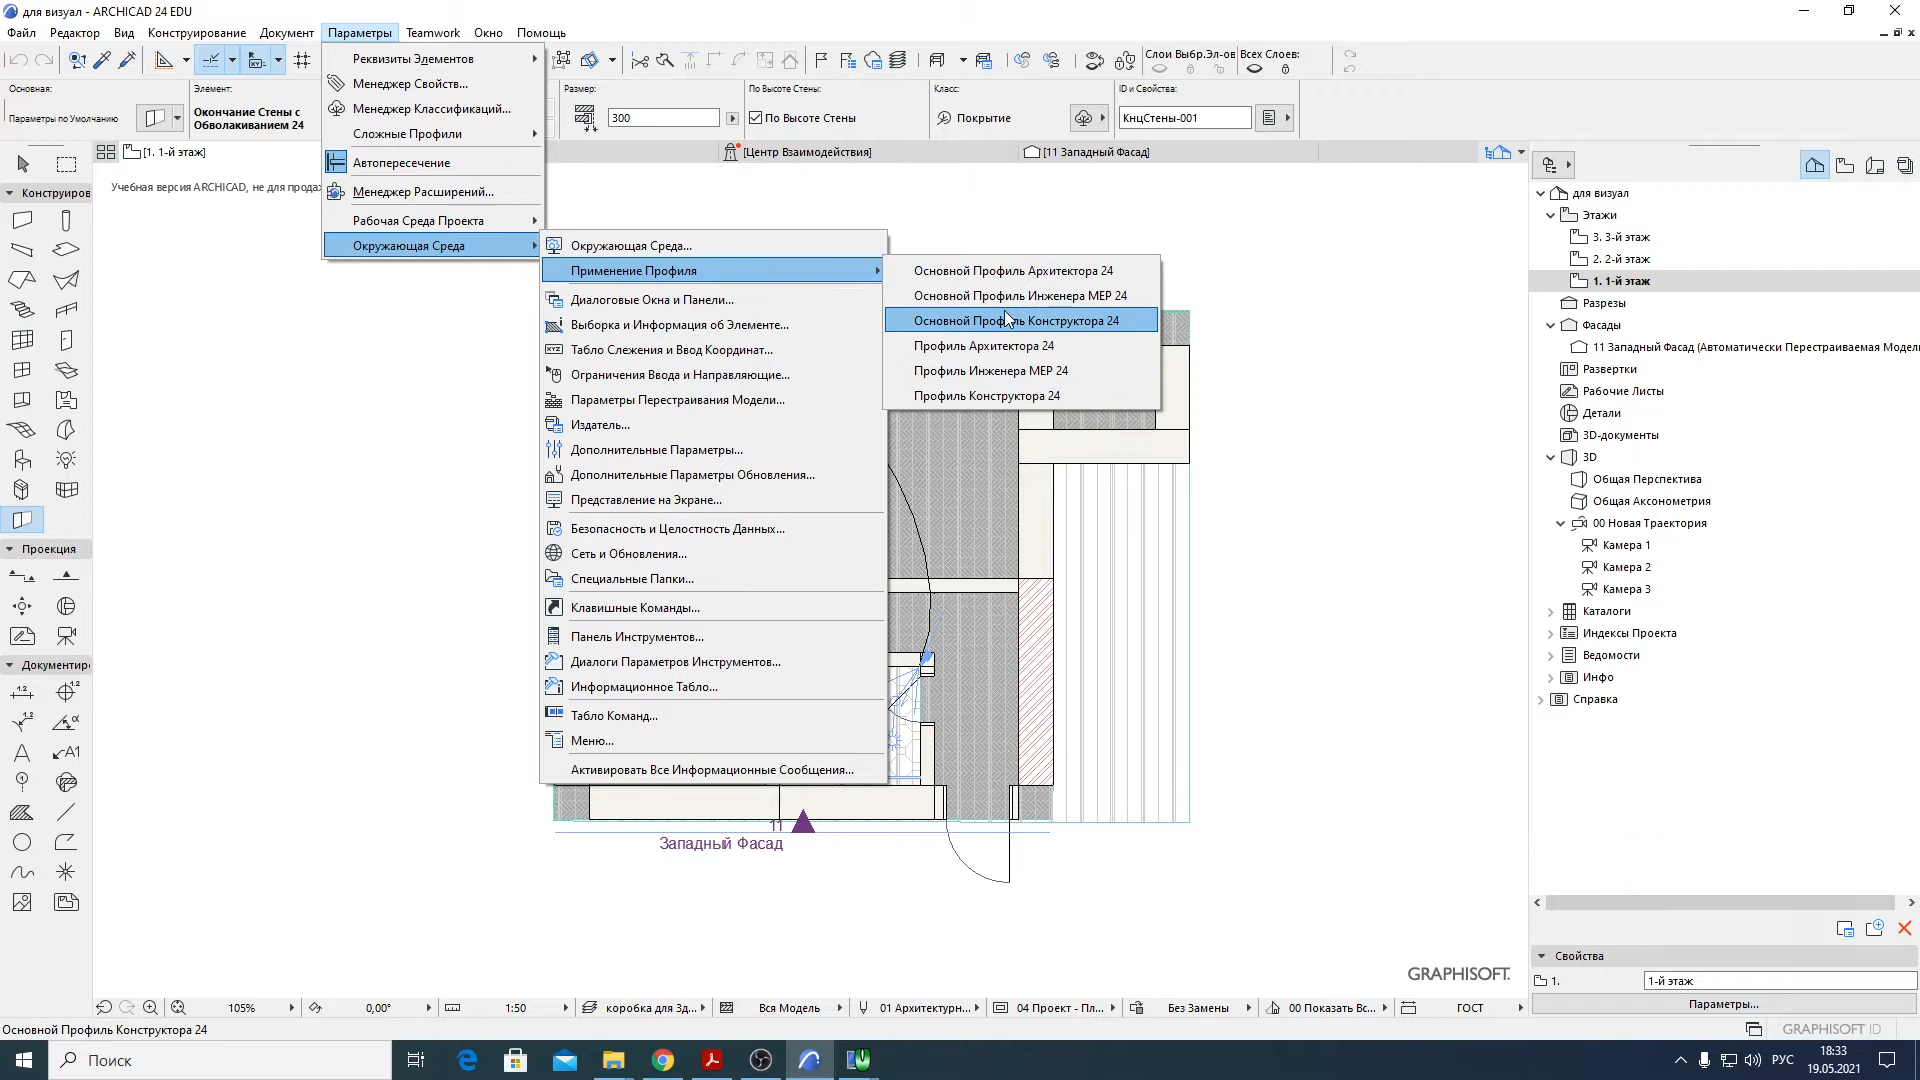 для визуал - ARCHICAD 24 EDU
Файл Редактор Вид Конструирование Документ Параметры Teamwork Окно Помощь
Слои Выбр.Эл-ов Всех Слоев:
Основная:
Параметры по Умолчанию
Элемент:
Окончание Стены с
Обволакиванием 24
Размер:
300
По Высоте Стены:
По Высоте Стены
Класс:
Покрытие
ID и Свойства:
КнцСтены-001
[1. 1-й этаж]
[Центр Взаимодействия]
[11 Западный Фасад]
Учебная версия ARCHICAD, не для прода
Реквизиты Элементов
Менеджер Свойств...
Менеджер Классификаций...
Сложные Профили
Автопересечение
Менеджер Расширений...
Рабочая Среда Проекта
Окружающая Среда
Окружающая Среда...
Применение Профиля
Диалоговые Окна и Панели...
Выборка и Информация об Элементе...
Табло Слежения и Ввод Координат...
Ограничения Ввода и Направляющие...
Параметры Перестраивания Модели...
Издатель...
Дополнительные Параметры...
Дополнительные Параметры Обновления...
Представление на Экране...
Безопасность и Целостность Данных...
Сеть и Обновления...
Специальные Папки...
Клавишные Команды...
Панель Инструментов...
Диалоги Параметров Инструментов...
Информационное Табло...
Табло Команд...
Меню...
Активировать Все Информационные Сообщения...
Основной Профиль Архитектора 24
Основной Профиль Инженера MEP 24
Основной Профиль Конструктора 24
Профиль Архитектора 24
Профиль Инженера MEP 24
Профиль Конструктора 24
Конструиров
Проекция
Документир
11
Западный Фасад
GRAPHISOFT.
для визуал
Этажи
3. 3-й этаж
2. 2-й этаж
1. 1-й этаж
Разрезы
Фасады
11 Западный Фасад (Автоматически Перестраиваемая Модел
Развертки
Рабочие Листы
Детали
3D-документы
3D
Общая Перспектива
Общая Аксонометрия
00 Новая Траектория
Камера 1
Камера 2
Камера 3
Каталоги
Индексы Проекта
Ведомости
Инфо
Справка
Свойства
1.
1-й этаж
Параметры...
105% 0,00° 1:50 коробка для 3д... Вся Модель 01 Архитектурн... 04 Проект - Пл... Без Замены 00 Показать Вс... ГОСТ
Основной Профиль Конструктора 24
GRAPHISOFT ID
Поиск
РУС
18:33
19.05.2021